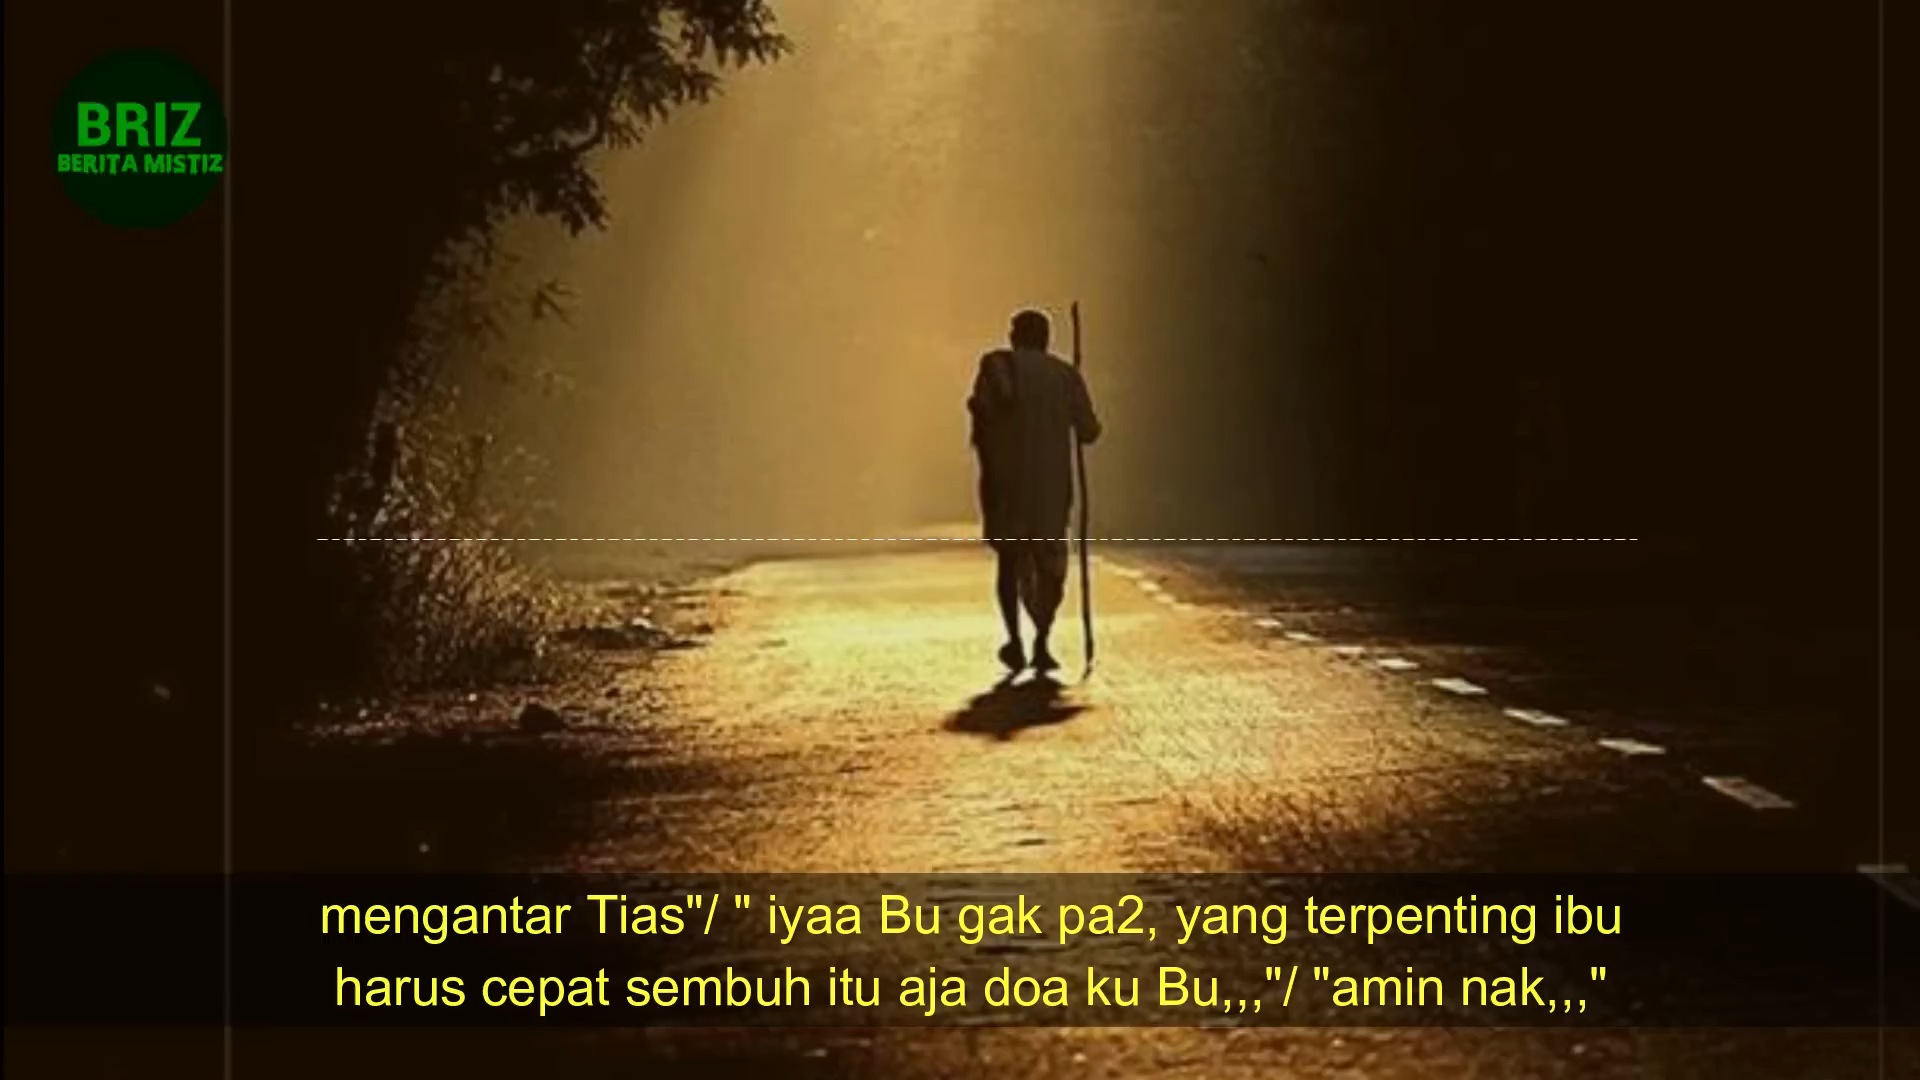 BRIZ
BERITA MISTIZ
mengantar Tias"/ " iyaa Bu gak pa2, yang terpenting ibu
harus cepat sembuh itu aja doa ku Bu,,,"/ "amin nak,,,"